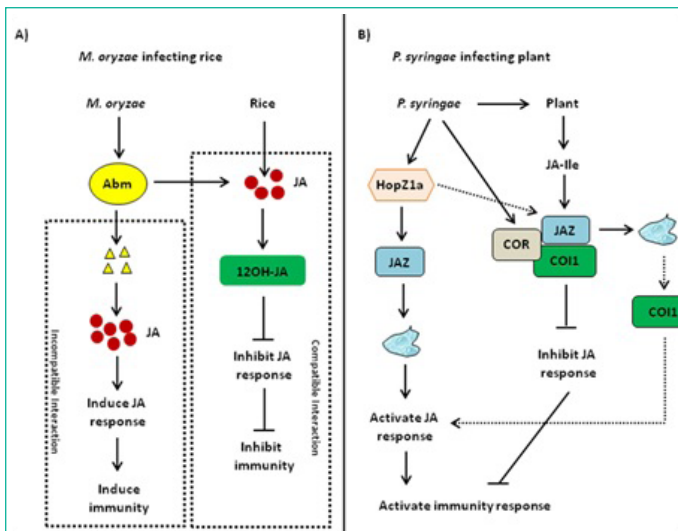 A)
M. oryzae infecting rice
M. oryzae
Rice
Abm
JA
12OH-JA
JA
Inhibit JA
response
Induce JA
response
Inhibit
immunity
Induce
immunity
Incompatible Interaction
Compatible Interaction
B)
P. syringae infecting plant
P. syringae
Plant
JA-Ile
HopZ1a
JAZ
COR
COI1
JAZ
COI1
Inhibit JA
response
Activate JA
response
Activate immunity response